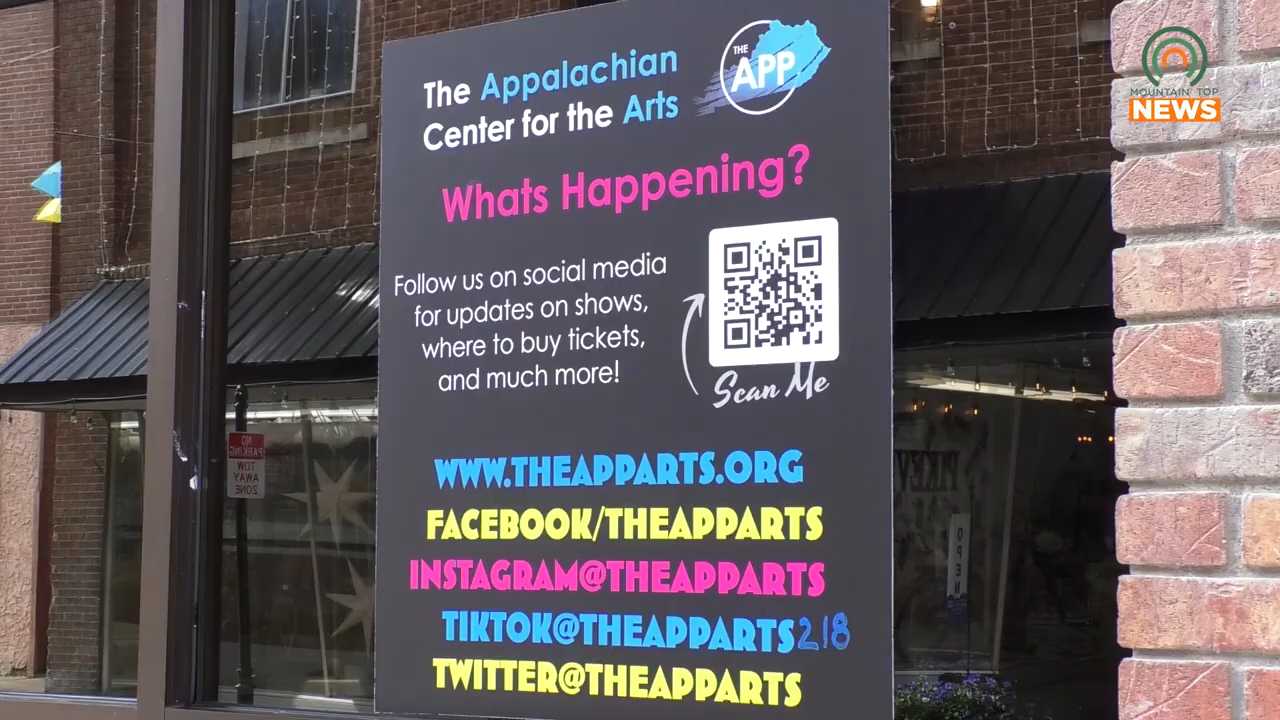 The Appalachian
Center for the Arts
THE
APP
MOUNTAIN TOP
NEWS
Whats Happening?
Follow us on social media
for updates on shows,
where to buy tickets,
and much more!
Scan Me
WWW.THEAPPARTS.ORG
FACEBOOK/THEAPPARTS
INSTAGRAM@THEAPPARTS
TIKTOK@THEAPPARTS218
TWITTER@THEAPPARTS
NO
PARKING
TOW
AWAY
ZONE
OPEN